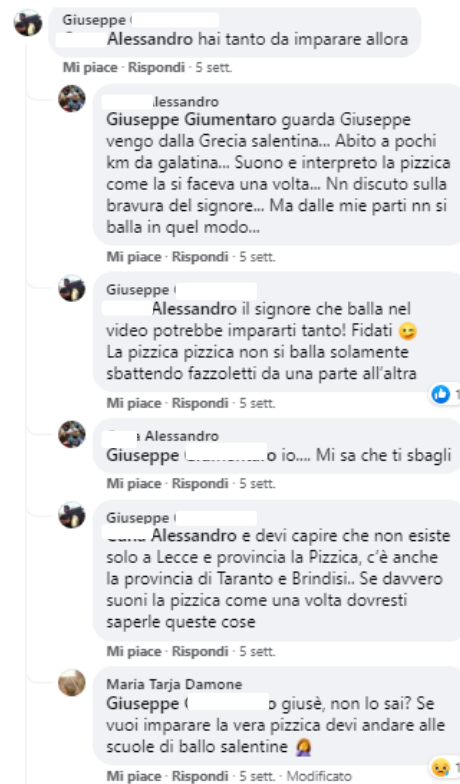 Giuseppe
Alessandro hai tanto da imparare allora
Mi piace · Rispondi · 5 sett.
lessandro
Giuseppe Giumentaro guarda Giuseppe
vengo dalla Grecia salentina... Abito a pochi
km da galatina... Suono e interpreto la pizzica
come la si faceva una volta... Nn discuto sulla
bravura del signore... Ma dalle mie parti nn si
balla in quel modo...
Mi piace · Rispondi · 5 sett.
Giuseppe
Alessandro il signore che balla nel
video potrebbe impararti tanto! Fidati 😉
La pizzica pizzica non si balla solamente
sbattendo fazzoletti da una parte all'altra
1
Mi piace · Rispondi · 5 sett.
Alessandro
Giuseppe o io.... Mi sa che ti sbagli
Mi piace · Rispondi · 5 sett.
Giuseppe
Alessandro e devi capire che non esiste
solo a Lecce e provincia la Pizzica, c'è anche
la provincia di Taranto e Brindisi.. Se davvero
suoni la pizzica come una volta dovresti
saperle queste cose
Mi piace · Rispondi · 5 sett.
Maria Tarja Damone
Giuseppe o giusè, non lo sai? Se
vuoi imparare la vera pizzica devi andare alle
scuole di ballo salentine 🤦‍♀️
1
Mi piace · Rispondi · 5 sett. · Modificato